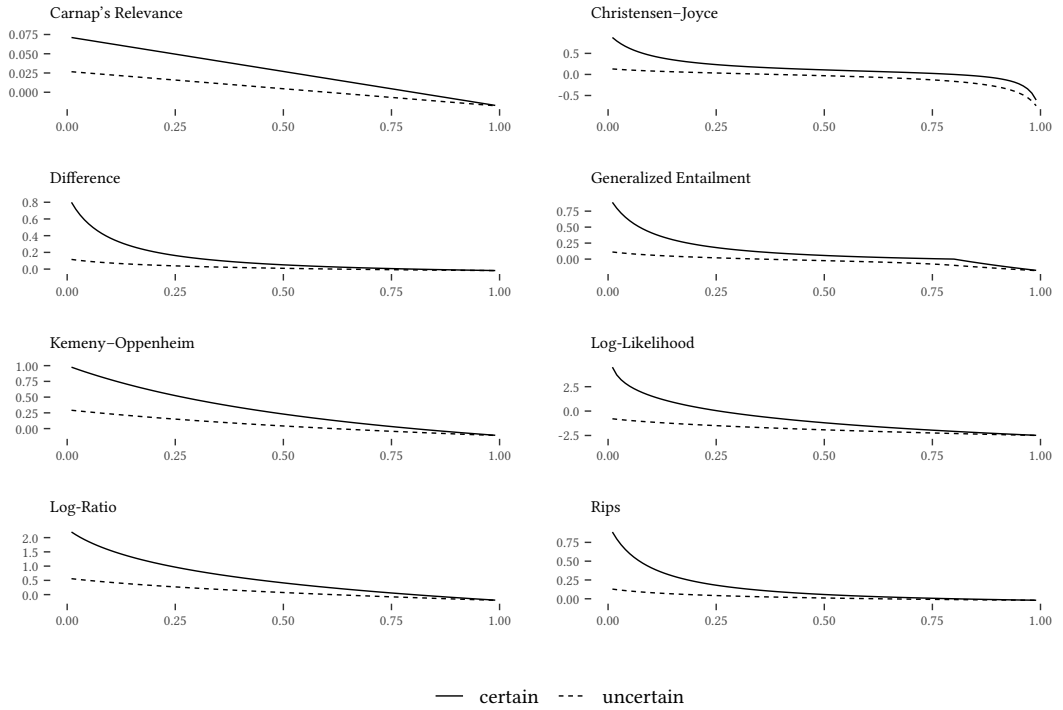 Carnap's Relevance
0.075
0.050
0.025
0.000
0.00 0.25 0.50 0.75 1.00
Christensen–Joyce
0.5
0.0
-0.5
0.00 0.25 0.50 0.75 1.00
Difference
0.8
0.6
0.4
0.2
0.0
0.00 0.25 0.50 0.75 1.00
Generalized Entailment
0.75
0.50
0.25
0.00
0.00 0.25 0.50 0.75 1.00
Kemeny–Oppenheim
1.00
0.75
0.50
0.25
0.00
0.00 0.25 0.50 0.75 1.00
Log-Likelihood
2.5
0.0
-2.5
0.00 0.25 0.50 0.75 1.00
Log-Ratio
2.0
1.5
1.0
0.5
0.0
0.00 0.25 0.50 0.75 1.00
Rips
0.75
0.50
0.25
0.00
0.00 0.25 0.50 0.75 1.00
certain uncertain